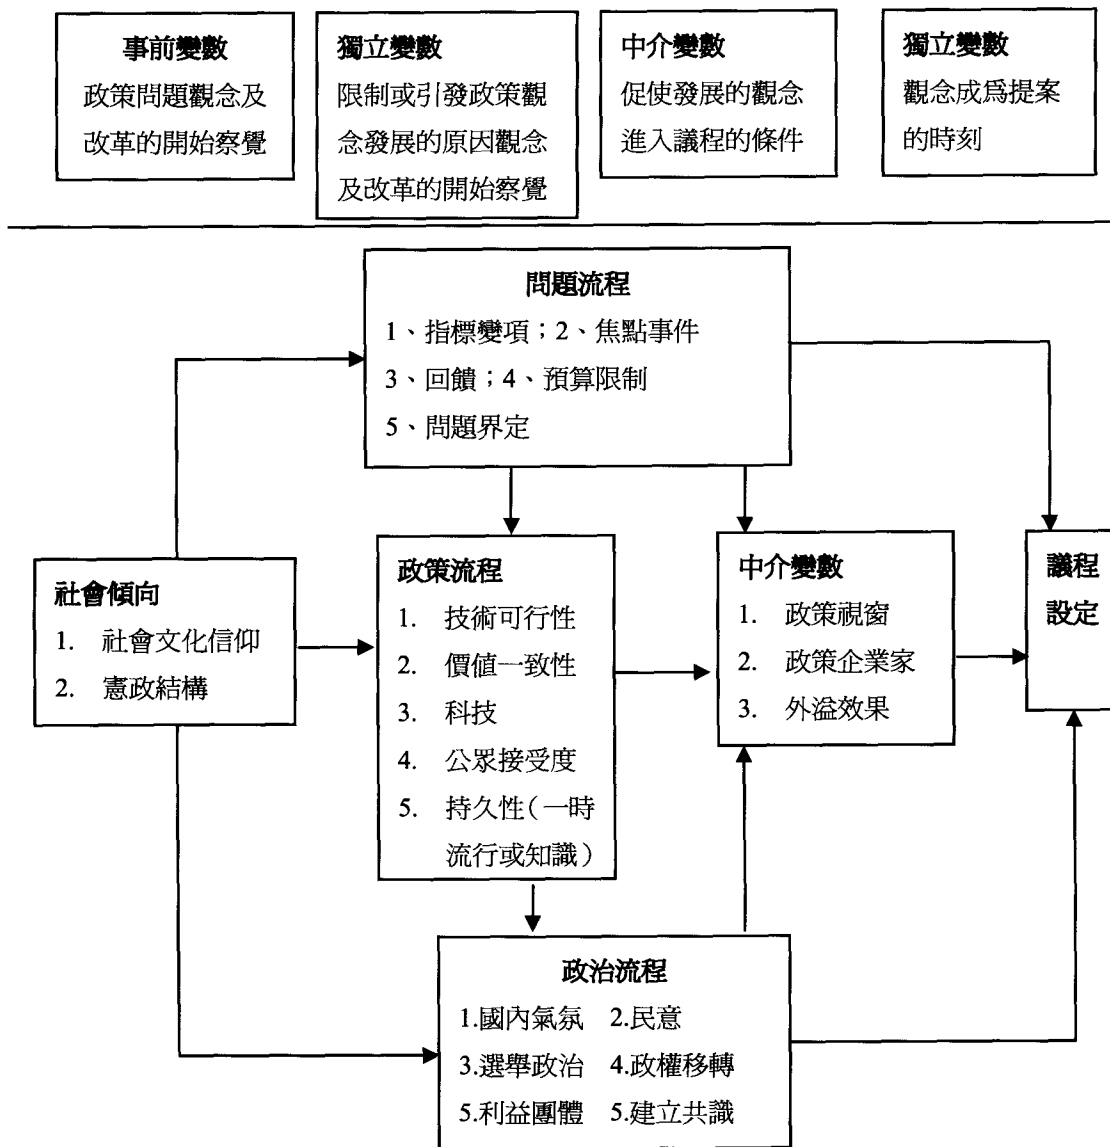 事前變數
政策問題觀念及
改革的開始察覺
獨立變數
限制或引發政策觀
念發展的原因觀念
及改革的開始察覺
中介變數
促使發展的觀念
進入議程的條件
獨立變數
觀念成爲提案
的時刻
問題流程
1、指標變項；2、焦點事件
3、回饋；4、預算限制
5、問題界定
社會傾向
1. 社會文化信仰
2. 憲政結構
政策流程
1. 技術可行性
2. 價値一致性
3. 科技
4. 公眾接受度
5. 持久性（一時
流行或知識）
中介變數
1. 政策視窗
2. 政策企業家
3. 外溢效果
議程
設定
政治流程
1.國內氣氛 2.民意
3.選舉政治 4.政權移轉
5.利益團體 5.建立共識